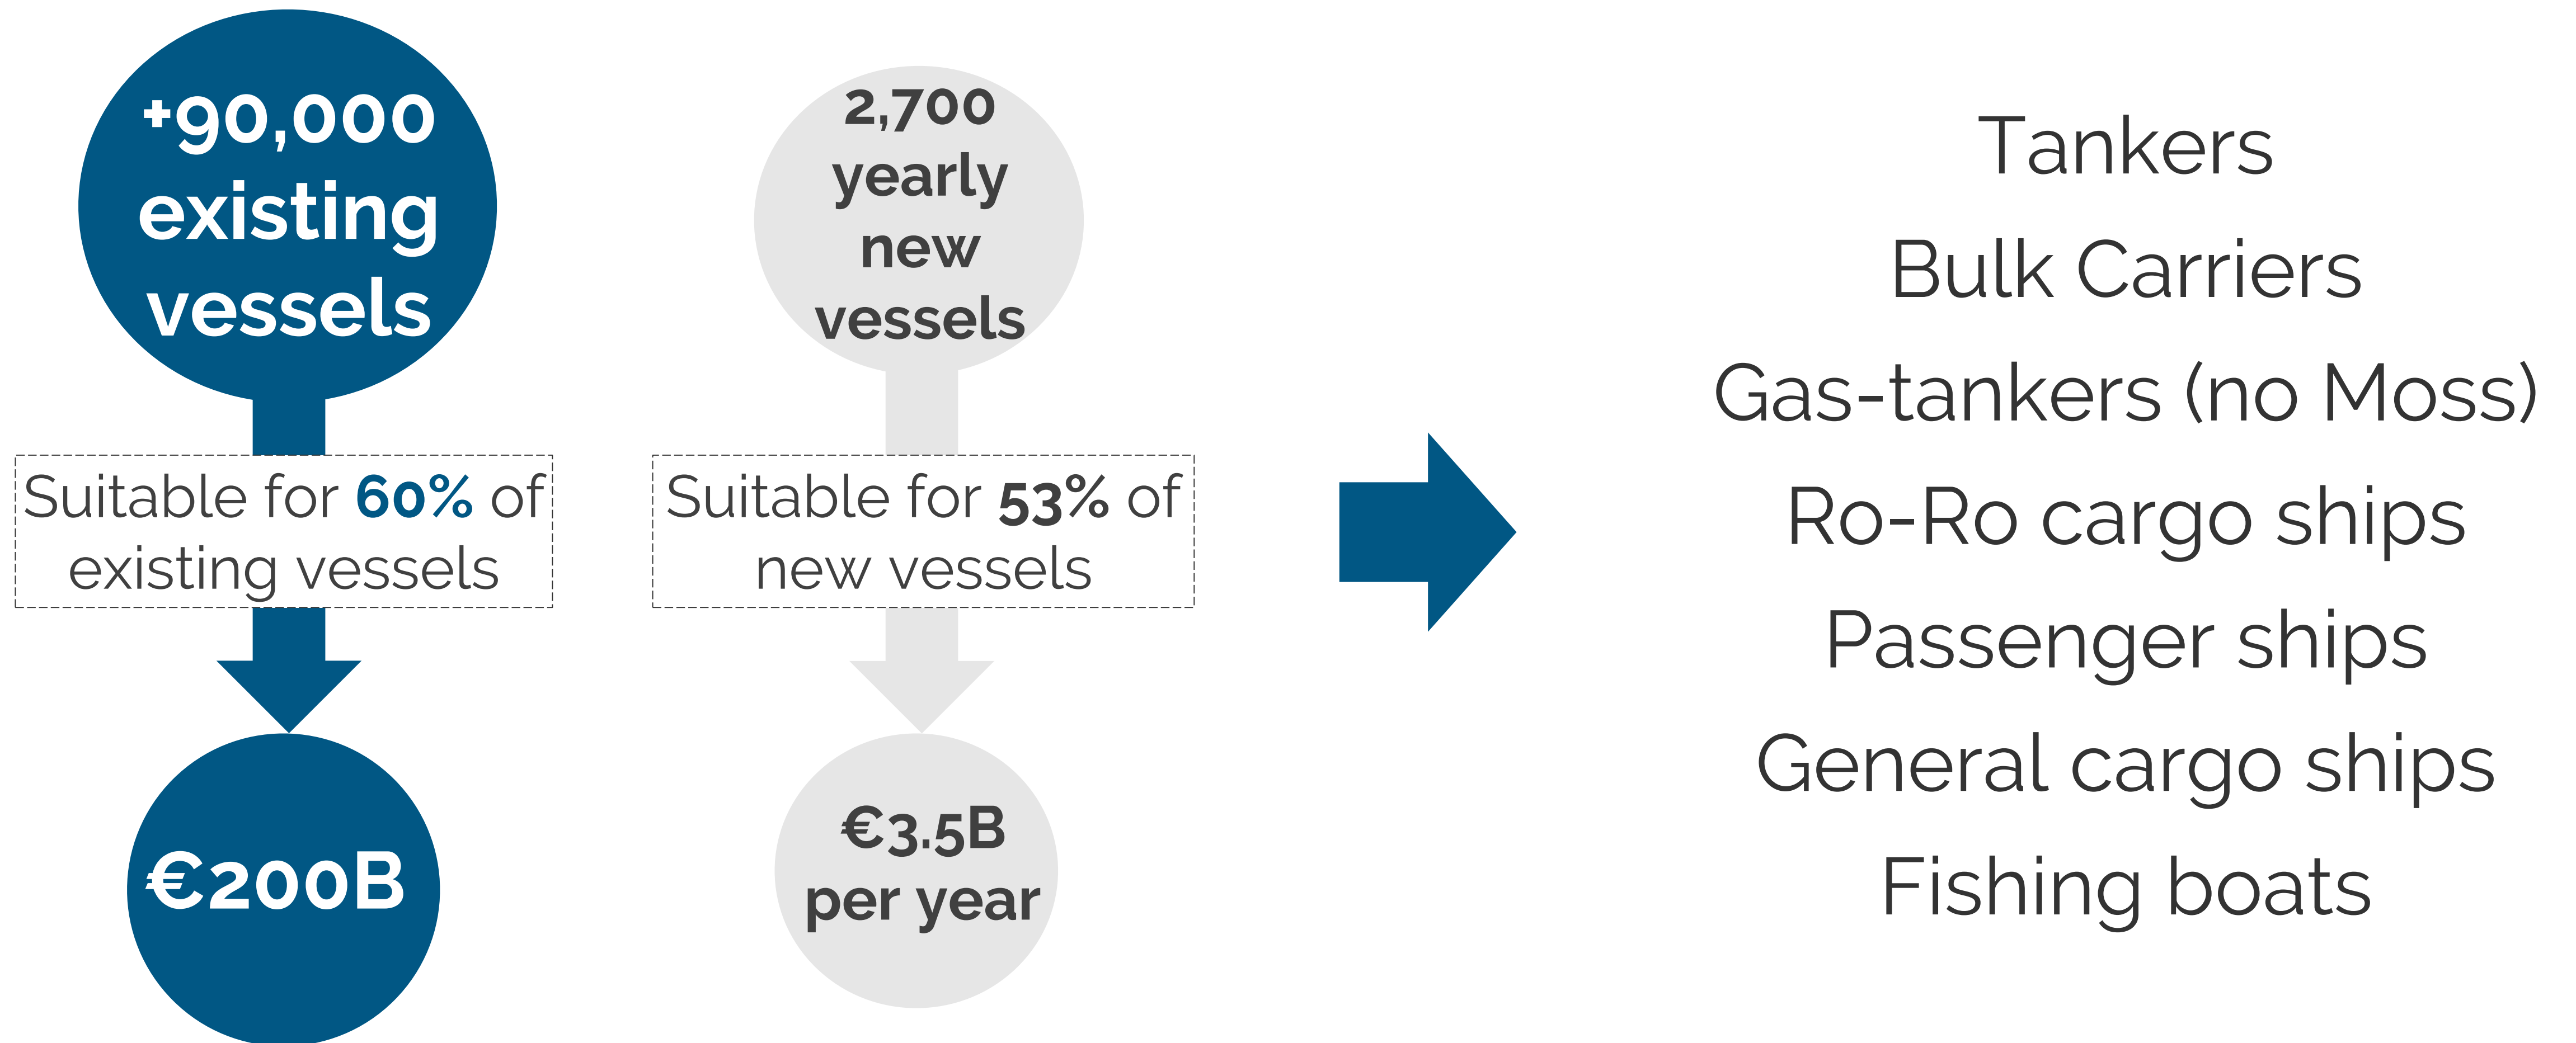 +90,000
existing
vessels
Suitable for 60% of
existing vessels
€200B
2,700
yearly
new
vessels
Suitable for 53% of
new vessels
€3.5B
per year
Tankers
Bulk Carriers
Gas-tankers (no Moss)
Ro-Ro cargo ships
Passenger ships
General cargo ships
Fishing boats